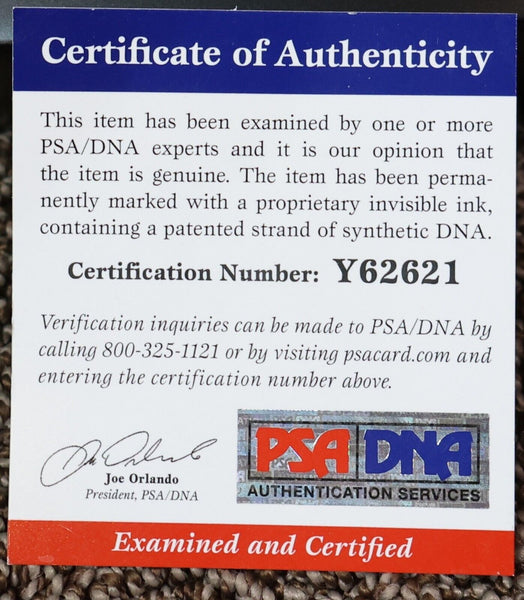 Certificate of Authenticity
This item has been examined by one or more
PSA/DNA experts and it is our opinion that
the item is genuine. The item has been perma-
nently marked with a proprietary invisible ink,
containing a patented strand of synthetic DNA.
Certification Number: Y62621
Verification inquiries can be made to PSA/DNA by
calling 800-325-1121 or by visiting psacard.com and
entering the certification number above.
Joe Orlando
President, PSA/DNA
PSA DNA
AUTHENTICATION SERVICES
Examined and Certified